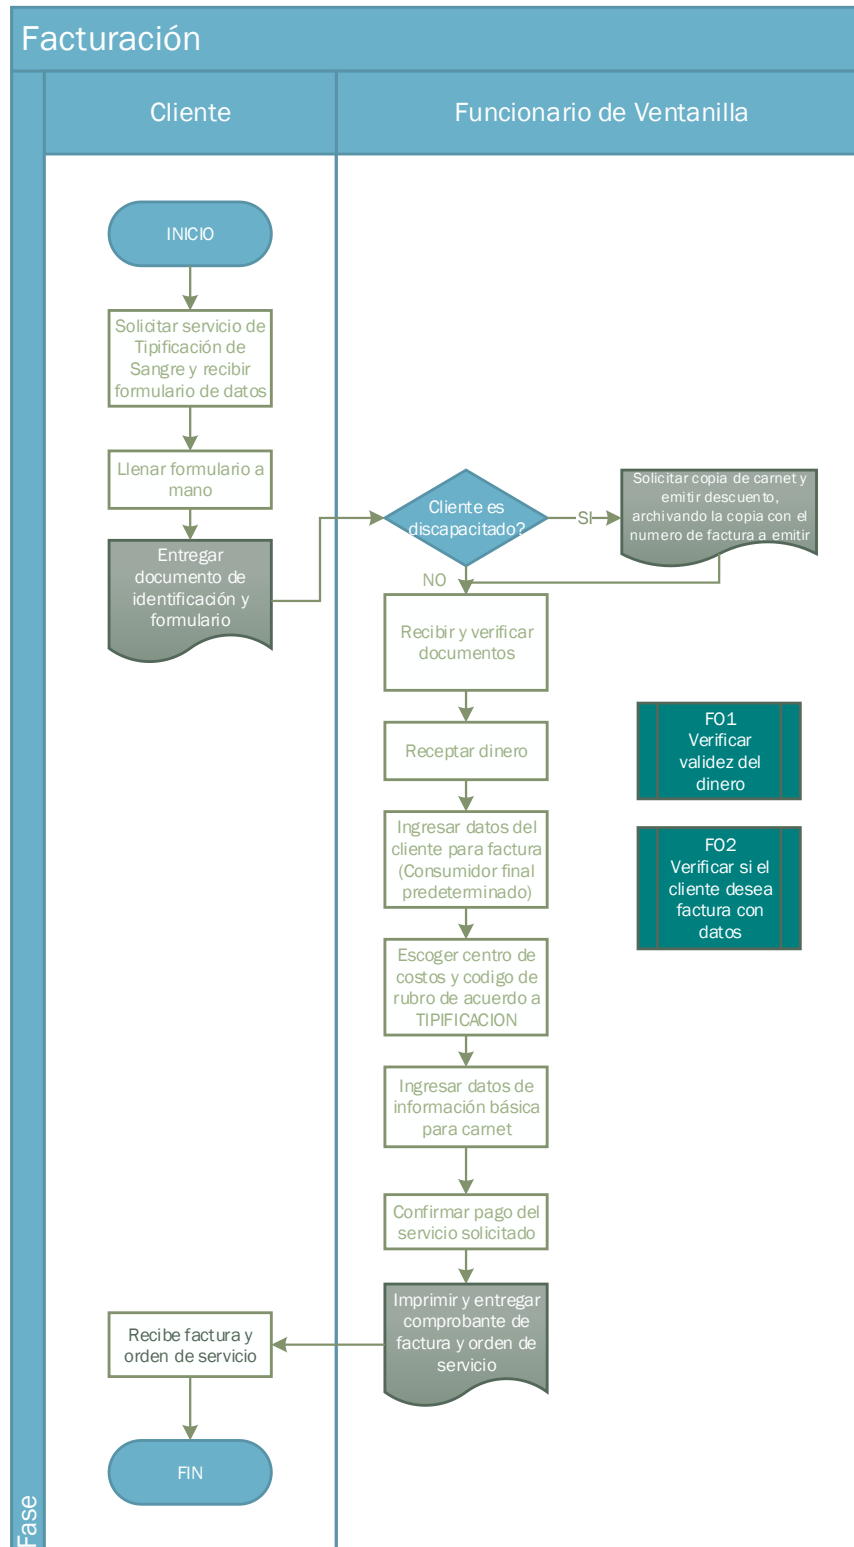 Facturación
Cliente
Funcionario de Ventanilla
INICIO
Solicitar servicio de
Tipificación de
Sangre y recibir
formulario de datos
Llenar formulario a
mano
Entregar
documento de
identificación y
formulario
Cliente es
discapacitado?
SI
Solicitar copia de carnet y
emitir descuento,
archivando la copia con el
numero de factura a emitir
NO
Recibir y verificar
documentos
Receptar dinero
FO1
Verificar
validez del
dinero
Ingresar datos del
cliente para factura
(Consumidor final
predeterminado)
FO2
Verificar si el
cliente desea
factura con
datos
Escoger centro de
costos y codigo de
rubro de acuerdo a
TIPIFICACION
Ingresar datos de
información básica
para carnet
Confirmar pago del
servicio solicitado
Imprimir y entregar
comprobante de
factura y orden de
servicio
Recibe factura y
orden de servicio
FIN
Fase